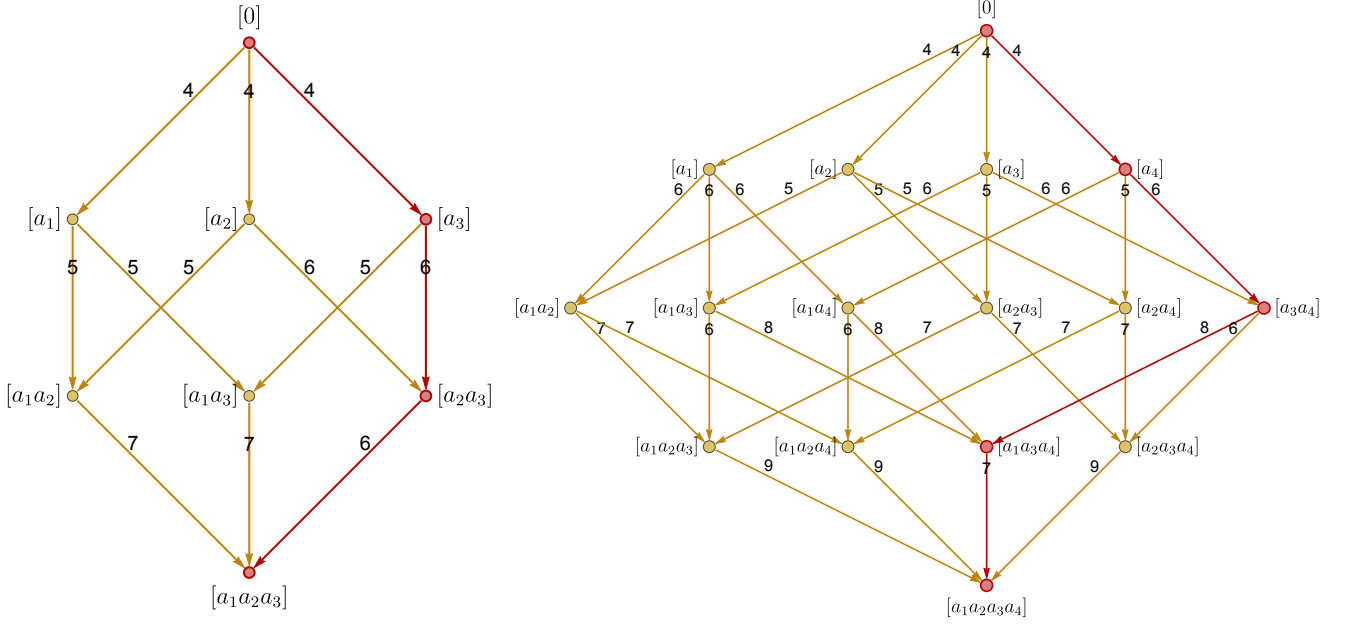 [0]
4 4 4
[a₁] [a₂] [a₃]
5 5 5 6 5 6
[a₁a₂] [a₁a₃] [a₂a₃]
7 7 6
[a₁a₂a₃]
[0]
4 4 4 4
[a₁] [a₂] [a₃] [a₄]
6 6 6 5 5 5 6 5 6 6 5 6
[a₁a₂] [a₁a₃] [a₁a₄] [a₂a₃] [a₂a₄] [a₃a₄]
7 7 6 8 6 8 7 7 7 7 8 6
[a₁a₂a₃] [a₁a₂a₄] [a₁a₃a₄] [a₂a₃a₄]
9 9 7 9
[a₁a₂a₃a₄]